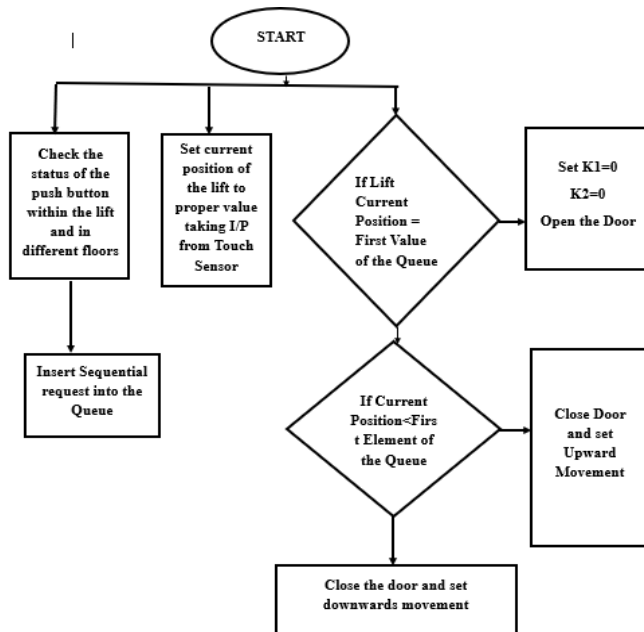 START
Check the
status of the
push button
within the lift
and in
different floors
Set current
position of
the lift to
proper value
taking I/P
from Touch
Sensor
If Lift
Current
Position =
First Value
of the Queue
Set K1=0
K2=0
Open the Door
Insert Sequential
request into the
Queue
If Current
Position<Firs
t Element of
the Queue
Close Door
and set
Upward
Movement
Close the door and set
downwards movement